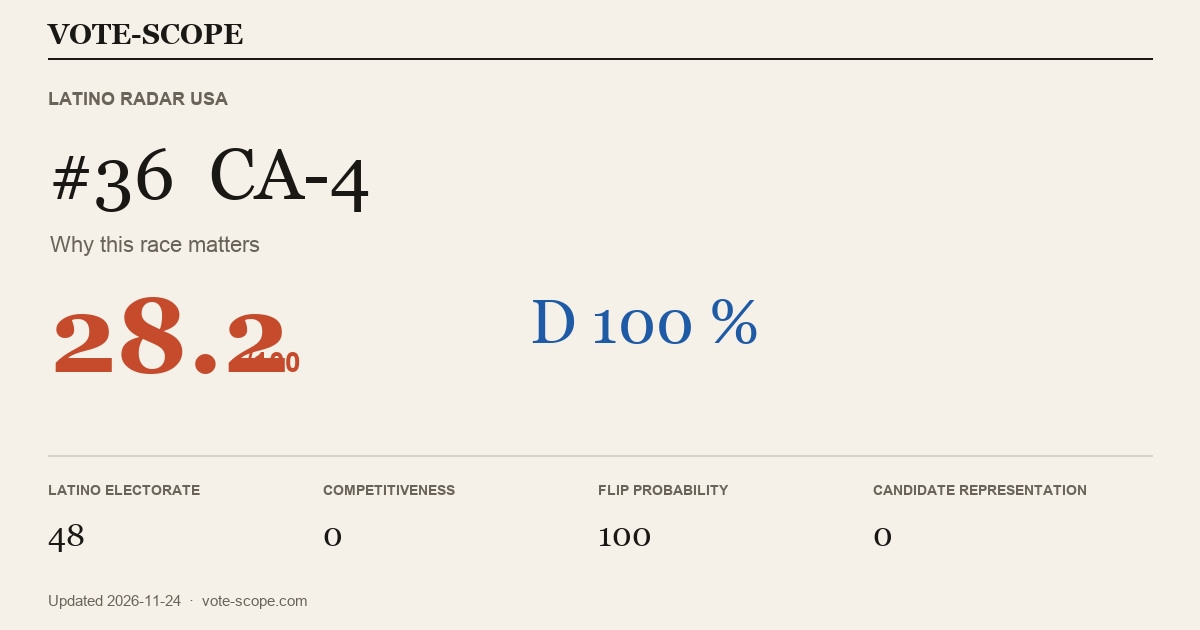 VOTE-SCOPE
LATINO RADAR USA
#36 CA-4
Why this race matters
28.2 /100
D 100 %
LATINO ELECTORATE COMPETITIVENESS FLIP PROBABILITY CANDIDATE REPRESENTATION
48 0 100 0
Updated 2026-11-24 · vote-scope.com